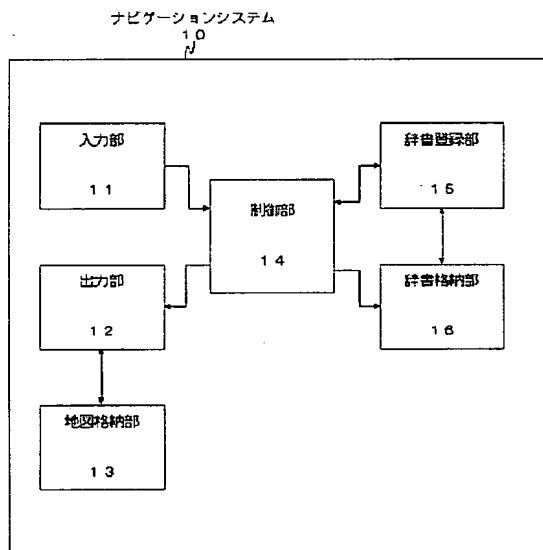 ナビゲーションシステム
10
入力部
11
辞書登録部
15
制御部
14
出力部
12
辞書格納部
16
地図格納部
13